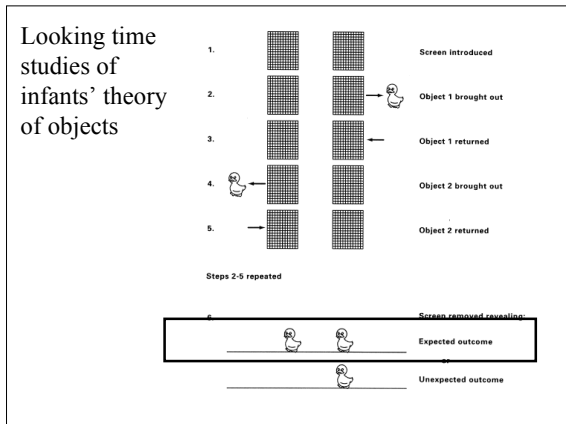 Looking time
studies of
infants' theory
of objects
1.
Screen introduced
2.
Object 1 brought out
3.
Object 1 returned
4.
Object 2 brought out
5.
Object 2 returned
Steps 2-5 repeated
6.
Screen removed revealing:
Expected outcome
or
Unexpected outcome